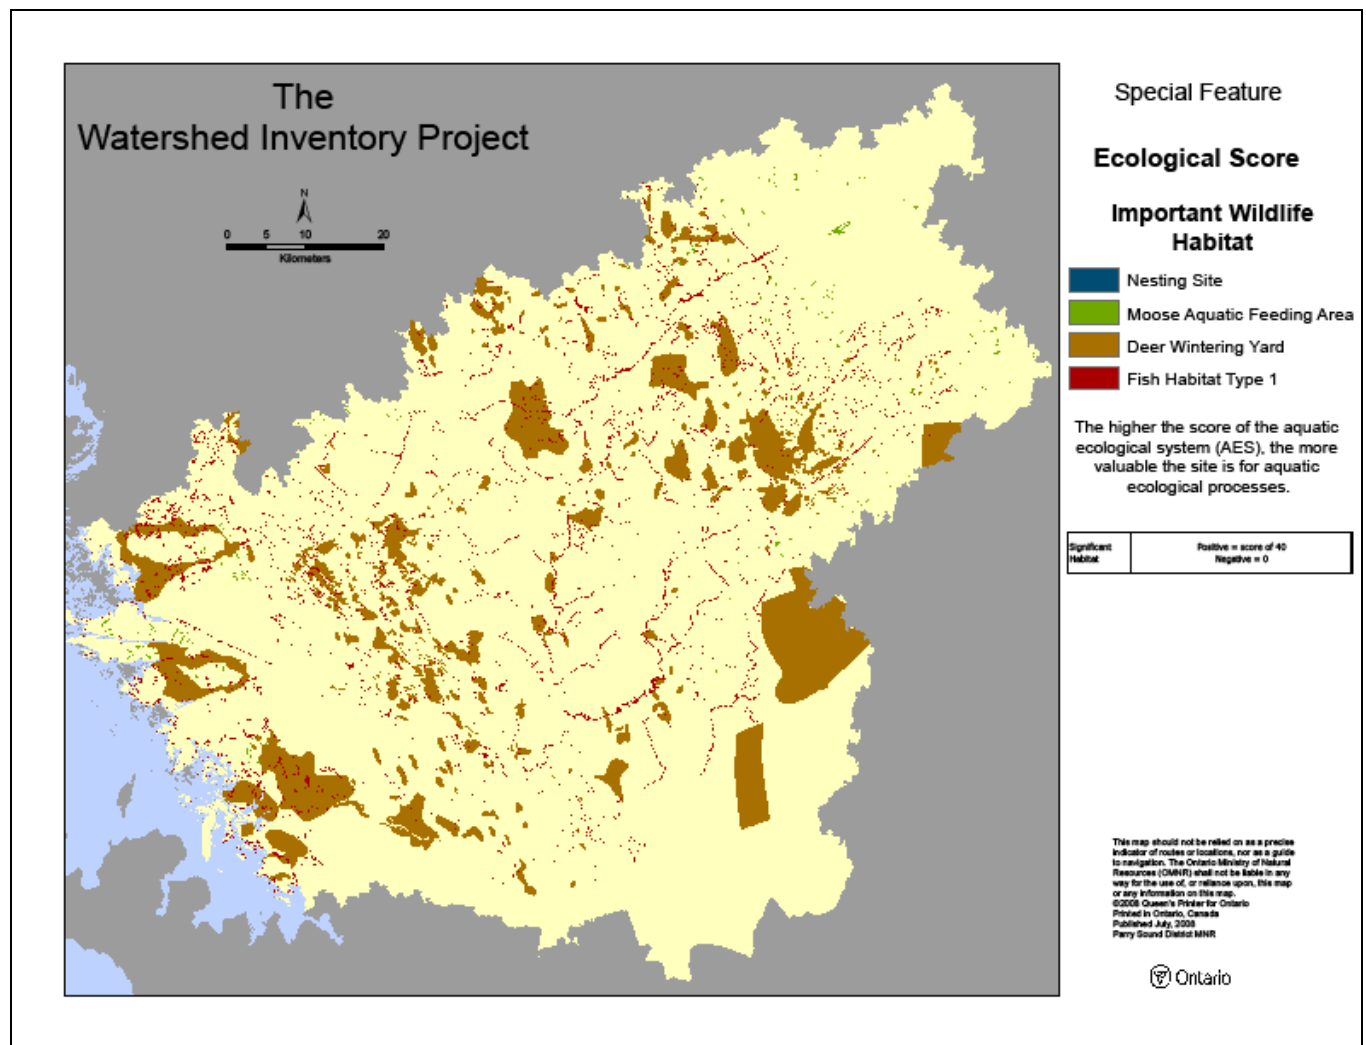 The
Watershed Inventory Project
N
0 5 10 20
Kilometers
Special Feature
Ecological Score
Important Wildlife
Habitat
Nesting Site
Moose Aquatic Feeding Area
Deer Wintering Yard
Fish Habitat Type 1
The higher the score of the aquatic
ecological system (AES), the more
valuable the site is for aquatic
ecological processes.
Significant
Habitat
Positive = score of 40
Negative = 0
This map should not be relied on as a precise
indicator of routes or locations, nor as a guide
to navigation. The Ontario Ministry of Natural
Resources (OMNR) shall not be liable in any
way for the use of, or reliance upon, this map
or any information on this map.
©2008 Queen's Printer for Ontario
Printed in Ontario, Canada
Published July, 2008
Parry Sound District MNR
Ontario